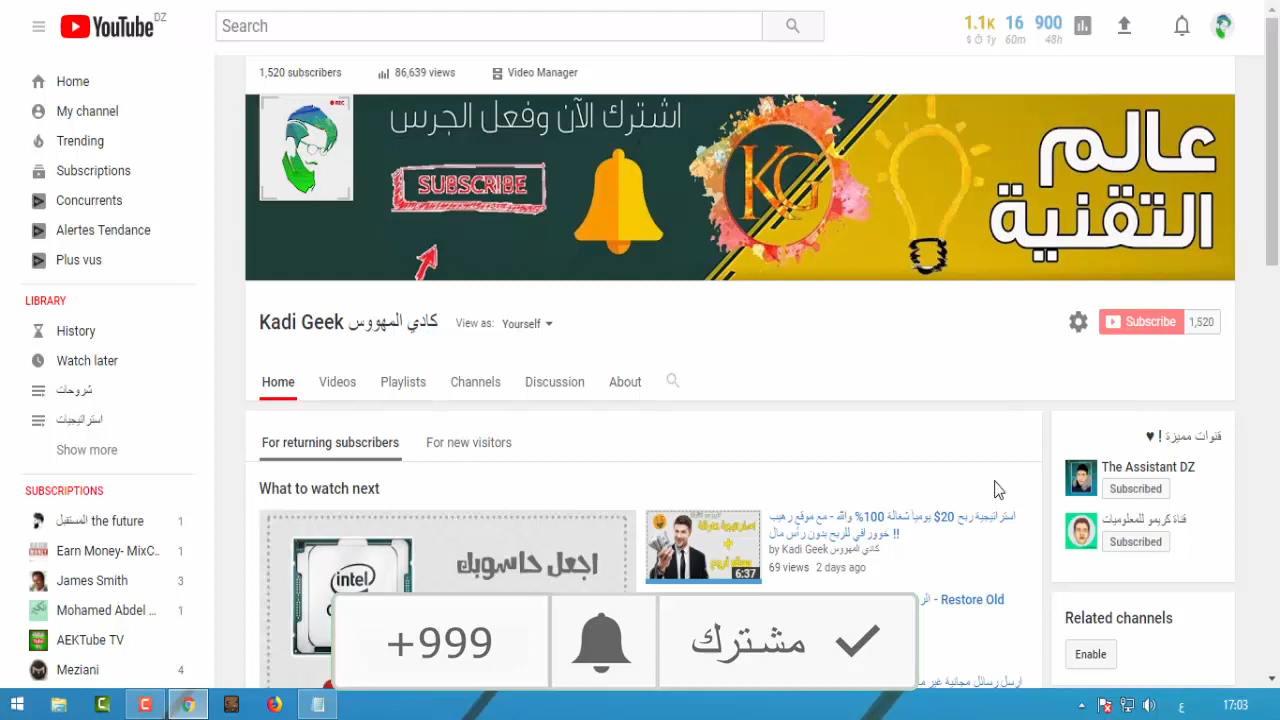 YouTube DZ
Search
1.1K 16 900
$ 1y 60m 48h
Home
My channel
Trending
Subscriptions
Concurrents
Alertes Tendance
Plus vus
LIBRARY
History
Watch later
شروحات
استراتيجيات
Show more
SUBSCRIPTIONS
المستقبل the future 1
Earn Money- MixC.. 1
James Smith 3
Mohamed Abdel ... 1
AEKTube TV
Meziani 4
1,520 subscribers 86,639 views Video Manager
REC
اشترك الآن وفعل الجرس
SUBSCRIBE
KG
عالم
التقنية
Kadi Geek كادي المهووس View as: Yourself
Subscribe 1,520
Home Videos Playlists Channels Discussion About
For returning subscribers For new visitors
What to watch next
intel
اجعل حاسوبك
6:37
استراتيجية ربح 20$ يوميا شغالة 100% والله - مع موقع رهيب
خوورافي للربح بدون رأس مال !!
by Kadi Geek كادي المهووس
69 views 2 days ago
Restore Old -
ارسل رسائل مجانية غير
+999
مشترك
قنوات مميزة ! ♥
The Assistant DZ
Subscribed
قناة كريمو للمعلوميات
Subscribed
Related channels
Enable
ع 17:03